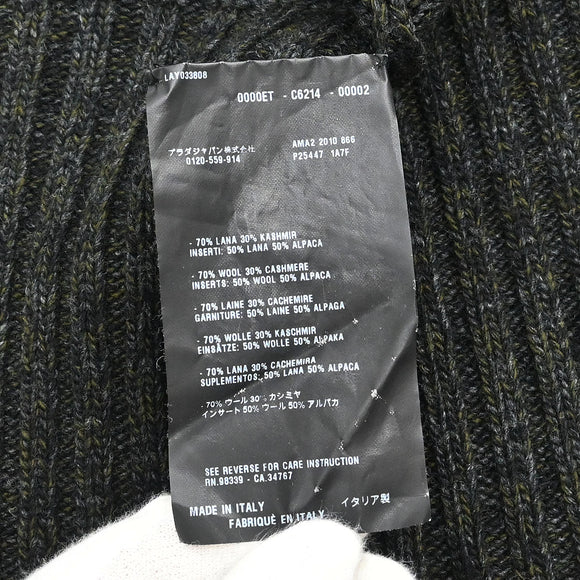 LAY033808
0000ET - C6214 - 00002
プラダジャパン株式会社
0120-559-914
AMA2 2010 866
P25447 1A7F
- 70% LANA 30% KASHMIR
INSERTI: 50% LANA 50% ALPACA
- 70% WOOL 30% CASHMERE
INSERTS: 50% WOOL 50% ALPACA
- 70% LAINE 30% CACHEMIRE
GARNITURE: 50% LAINE 50% ALPAGA
- 70% WOLLE 30% KASCHMIR
EINSÄTZE: 50% WOLLE 50% ALPAKA
- 70% LANA 30% CACHEMIRA
SUPLEMENTOS: 50% LANA 50% ALPACA
- 70% ウール 30% カシミヤ
インサート 50% ウール 50% アルパカ
SEE REVERSE FOR CARE INSTRUCTION
RN.98339 - CA.34767
MADE IN ITALY イタリア製
FABRIQUÉ EN ITALY